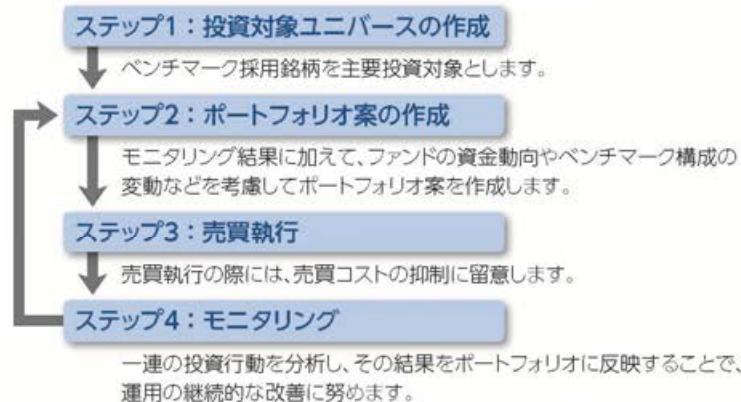 ステップ1：投資対象ユニバースの作成
ベンチマーク採用銘柄を主要投資対象とします。
ステップ2：ポートフォリオ案の作成
モニタリング結果に加えて、ファンドの資金動向やベンチマーク構成の
変動などを考慮してポートフォリオ案を作成します。
ステップ3：売買執行
売買執行の際には、売買コストの抑制に留意します。
ステップ4：モニタリング
一連の投資行動を分析し、その結果をポートフォリオに反映することで、
運用の継続的な改善に努めます。